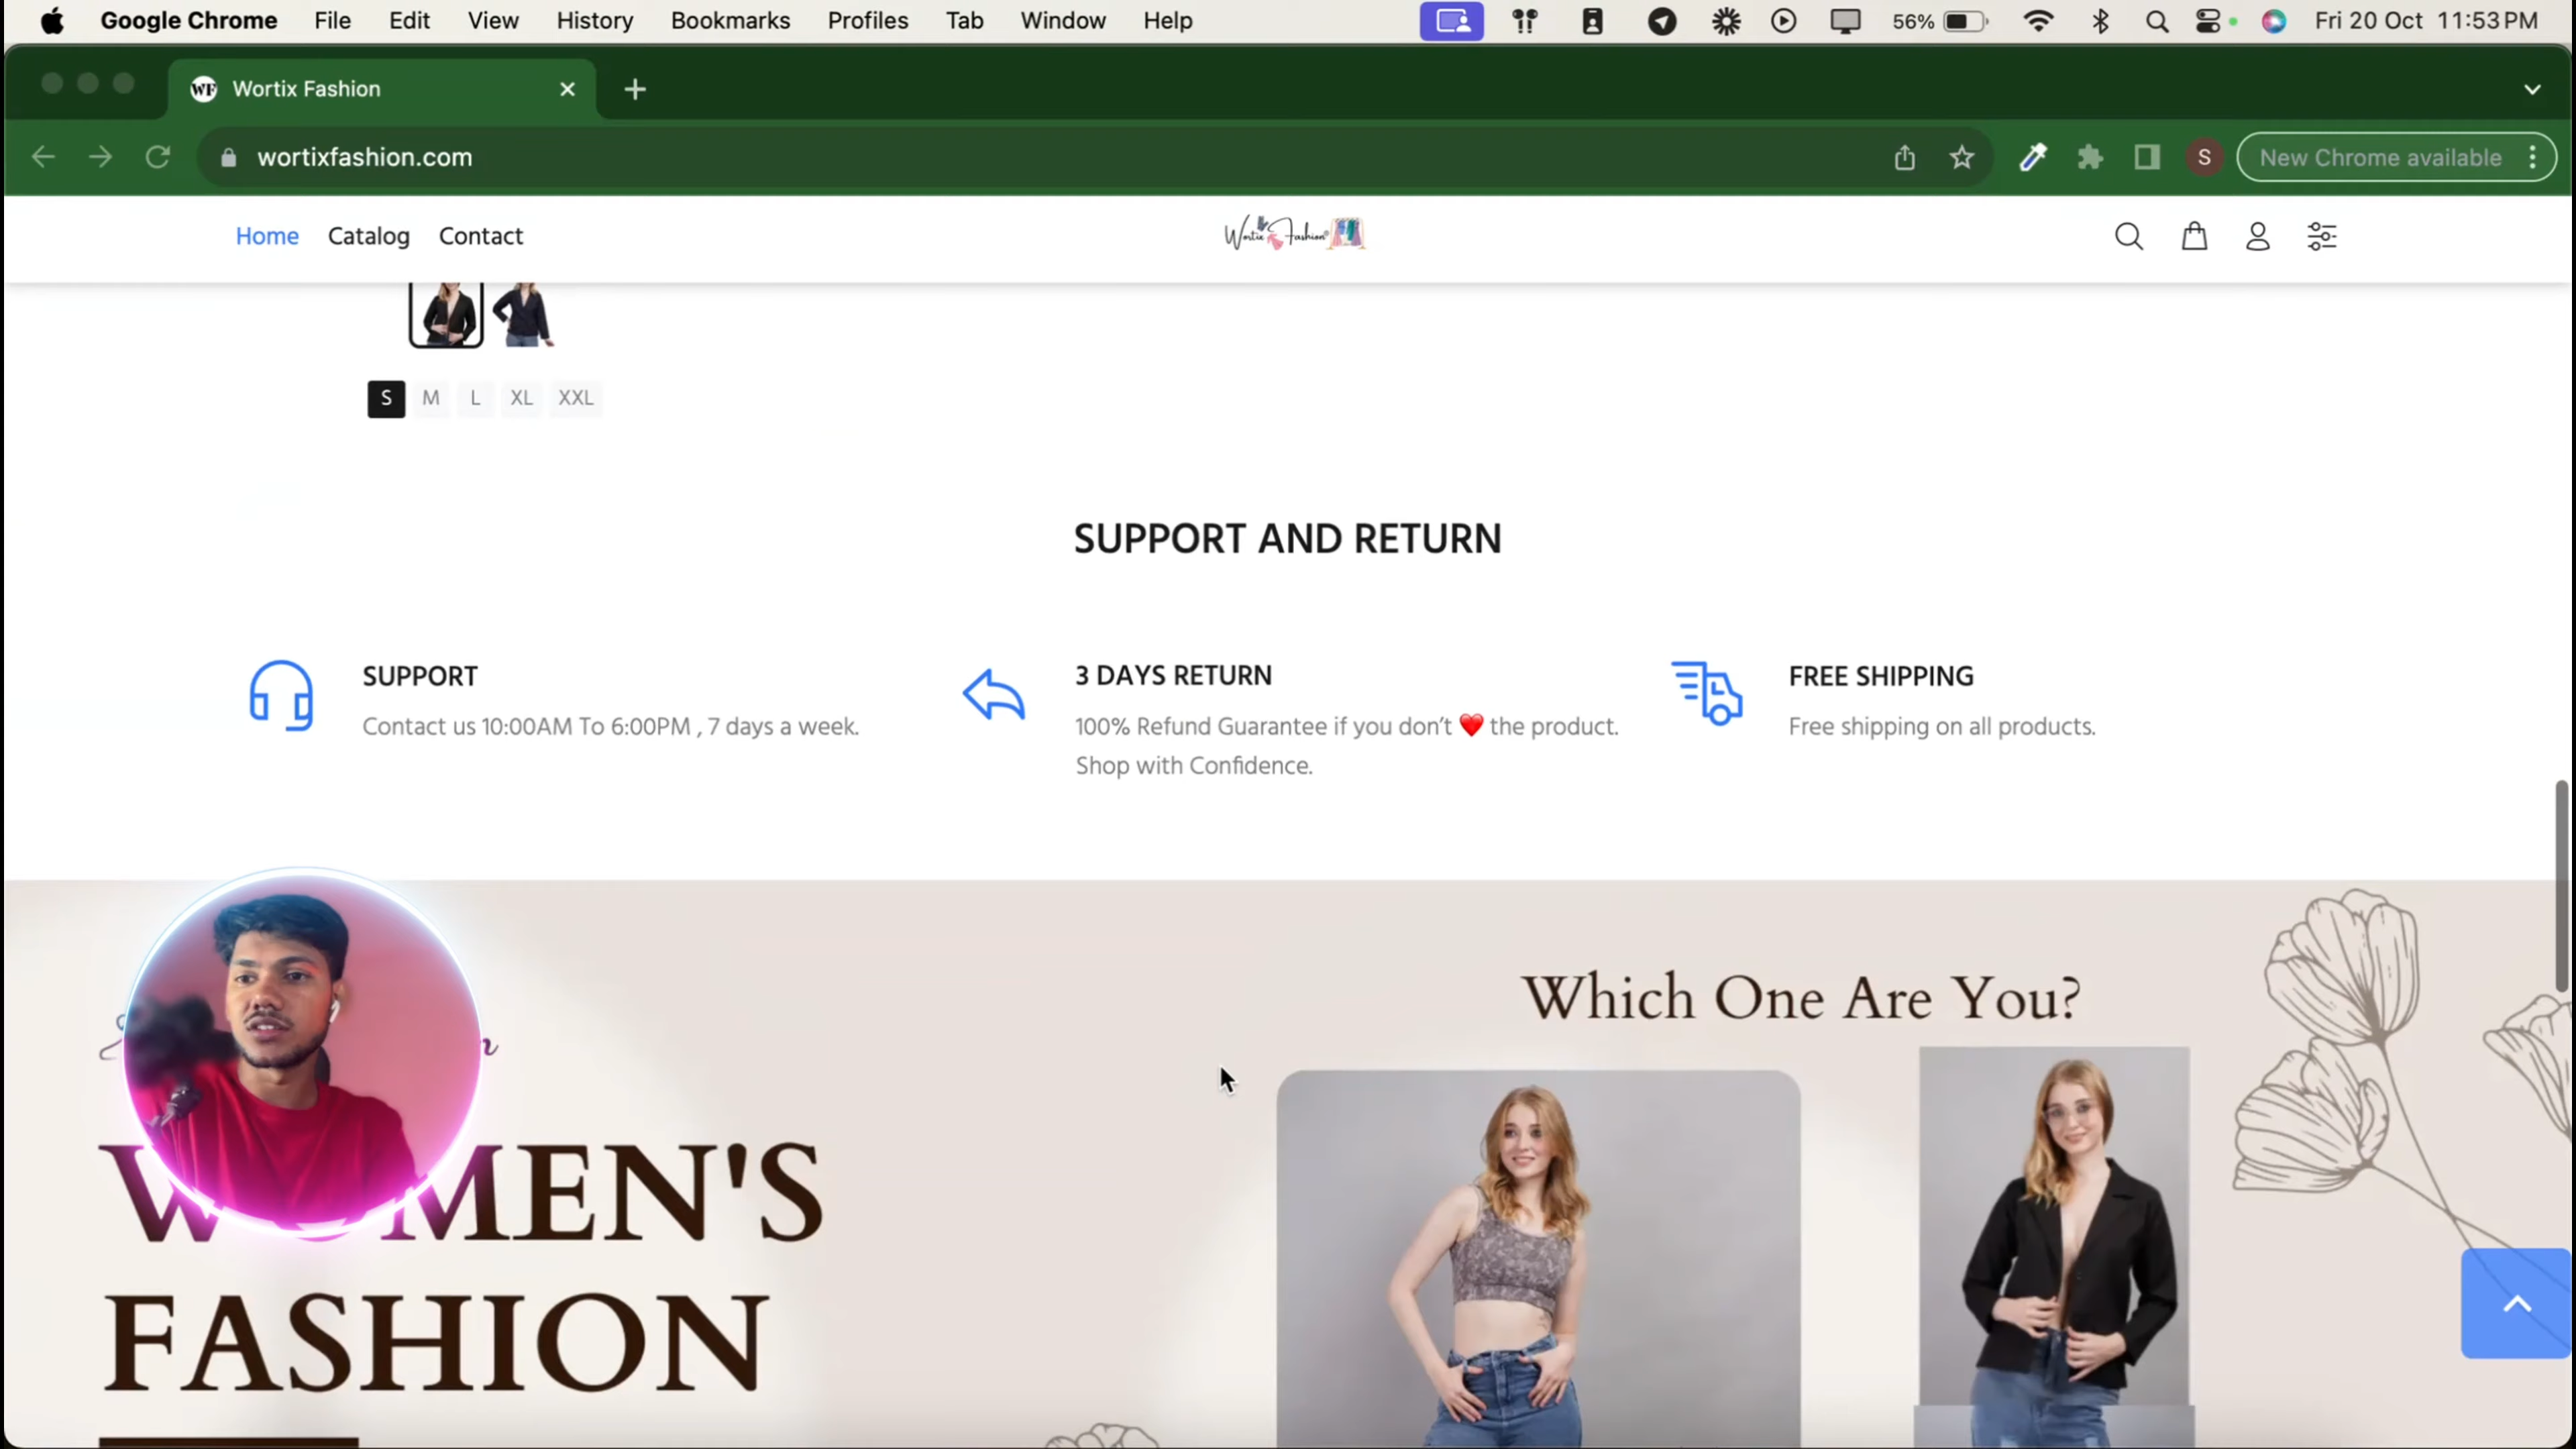 Google Chrome File Edit View History Bookmarks Profiles Tab Window Help 56% Fri 20 Oct 11:53 PM
WF Wortix Fashion
wortixfashion.com S New Chrome available
Home Catalog Contact Wortix Fashion
S M L XL XXL
SUPPORT AND RETURN
SUPPORT
Contact us 10:00AM To 6:00PM , 7 days a week.
3 DAYS RETURN
100% Refund Guarantee if you don’t ❤️ the product.
Shop with Confidence.
FREE SHIPPING
Free shipping on all products.
Which One Are You?
WOMEN'S
FASHION